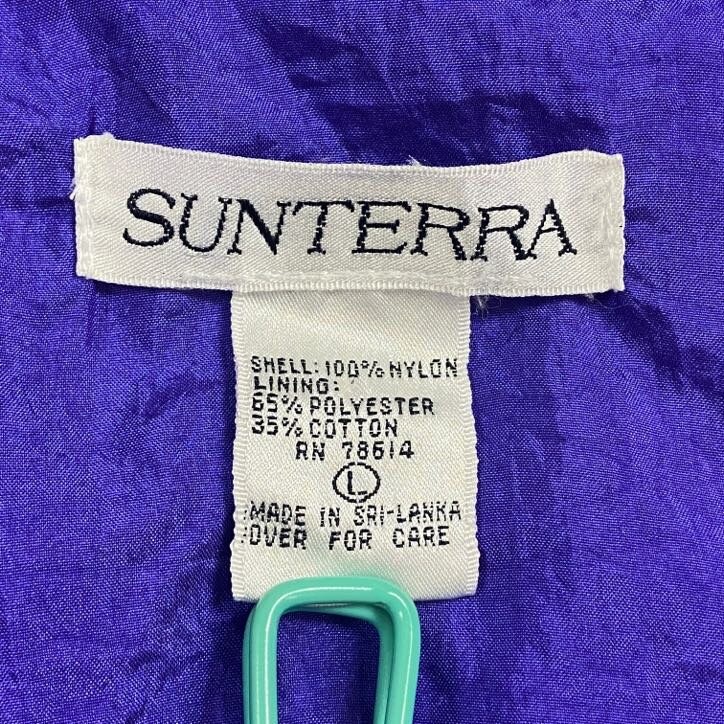 SUNTERRA
SHELL: 100% NYLON
LINING:
65% POLYESTER
35% COTTON
RN 78614
L
MADE IN SRI-LANKA
OVER FOR CARE